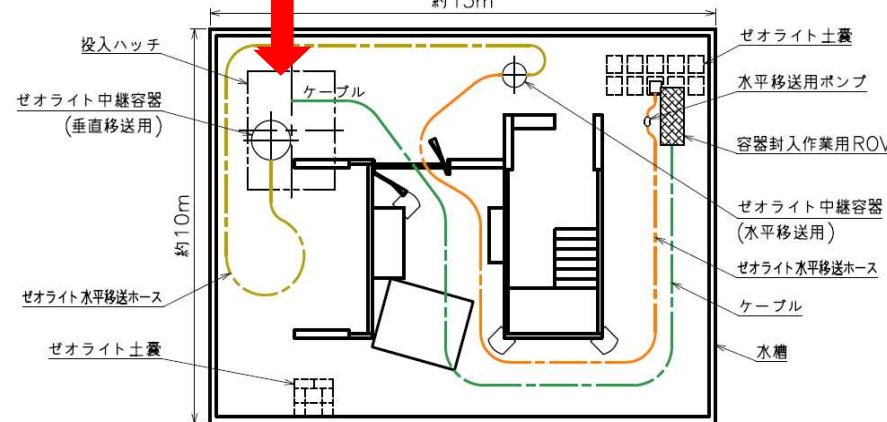 約15m
投入ハッチ
ゼオライト中継容器
(垂直移送用)
ケーブル
約10m
ゼオライト水平移送ホース
ゼオライト土嚢
ゼオライト土嚢
水平移送用ポンプ
容器封入作業用ROV
ゼオライト中継容器
(水平移送用)
ゼオライト水平移送ホース
ケーブル
水槽